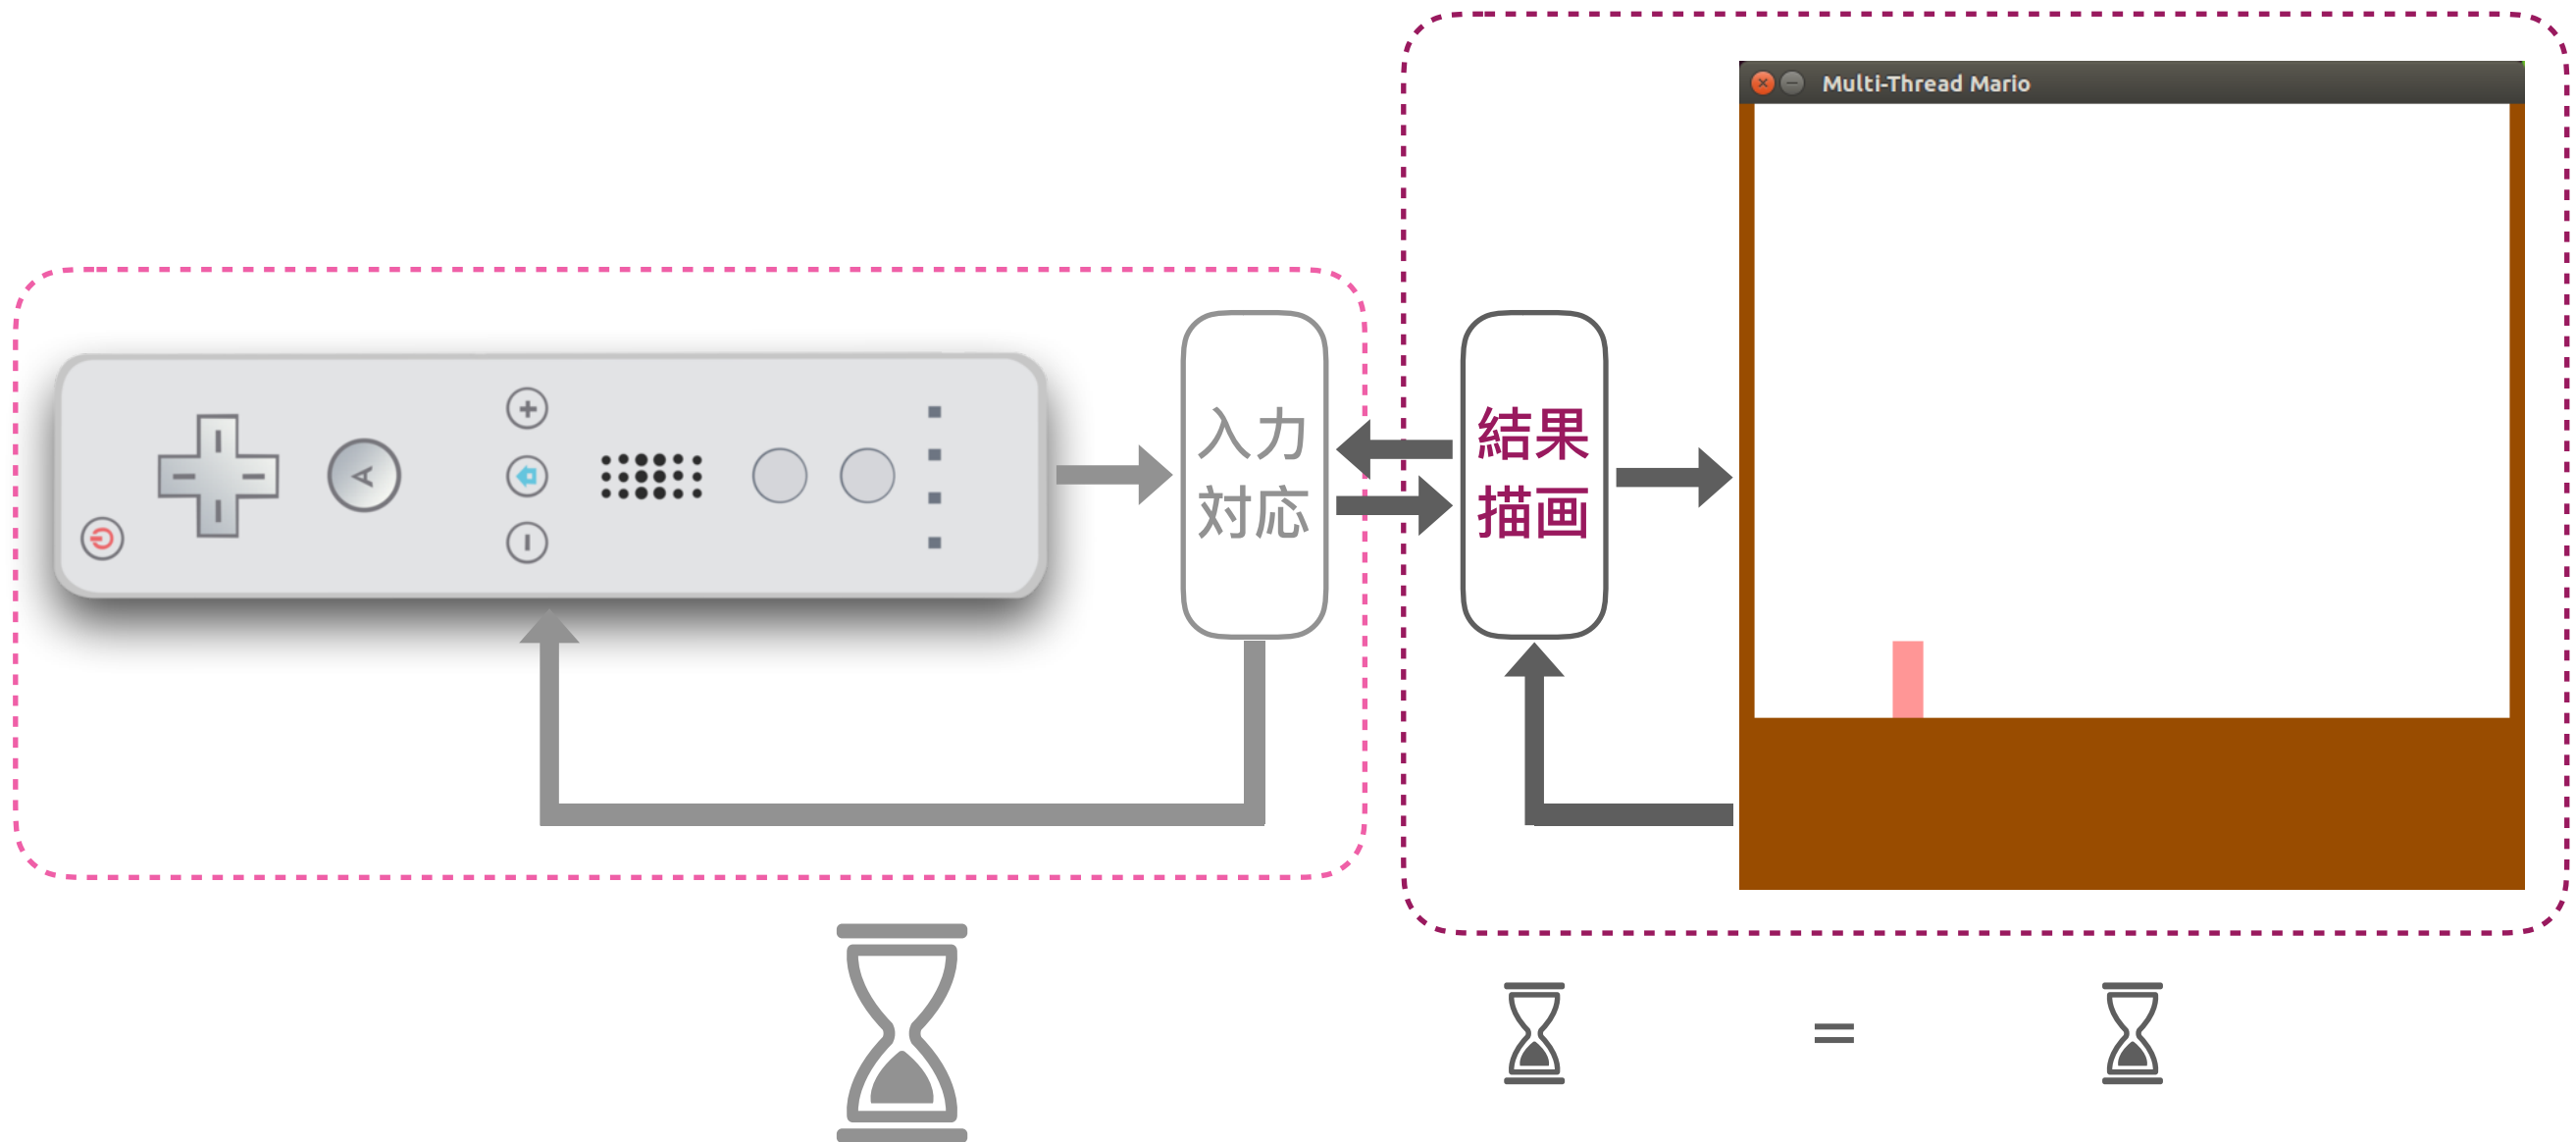 Multi-Thread Mario
A
入力
対応
結果
描画
=